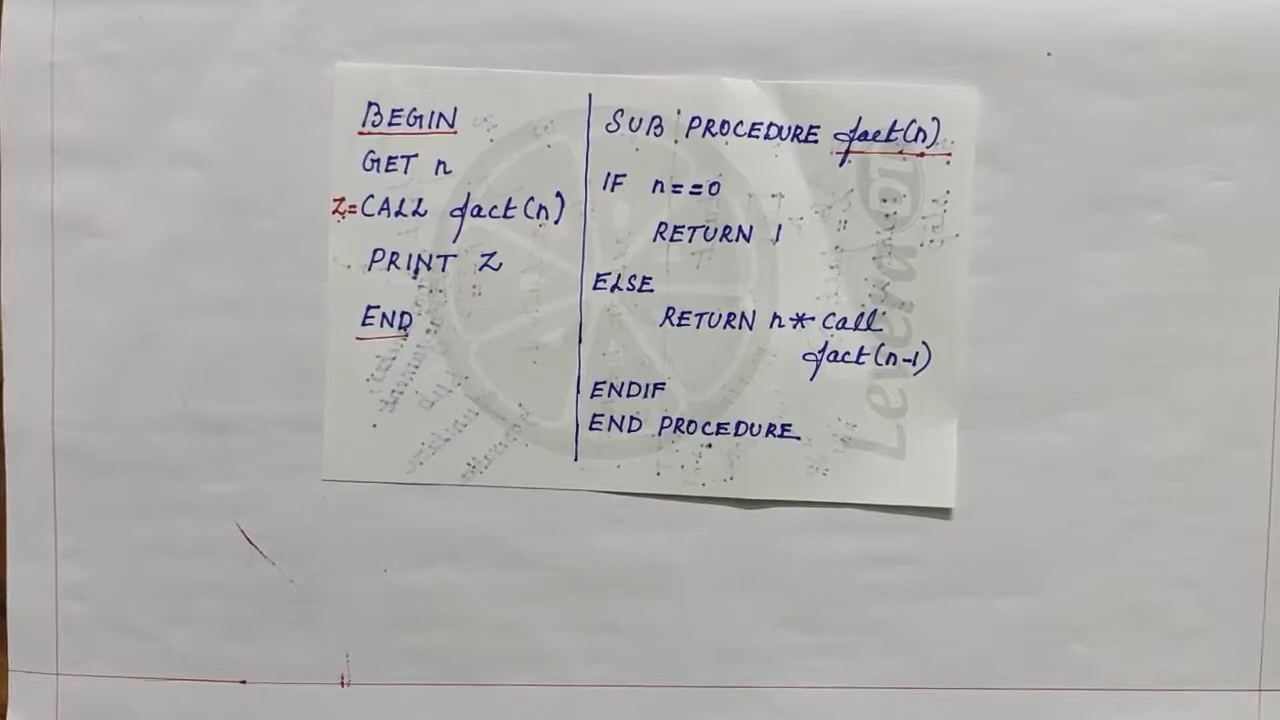 BEGIN
GET n
Z=CALL fact(n)
PRINT Z
END
SUB PROCEDURE fact(n)
IF n==0
RETURN 1
ELSE
RETURN n* call
fact(n-1)
ENDIF
END PROCEDURE